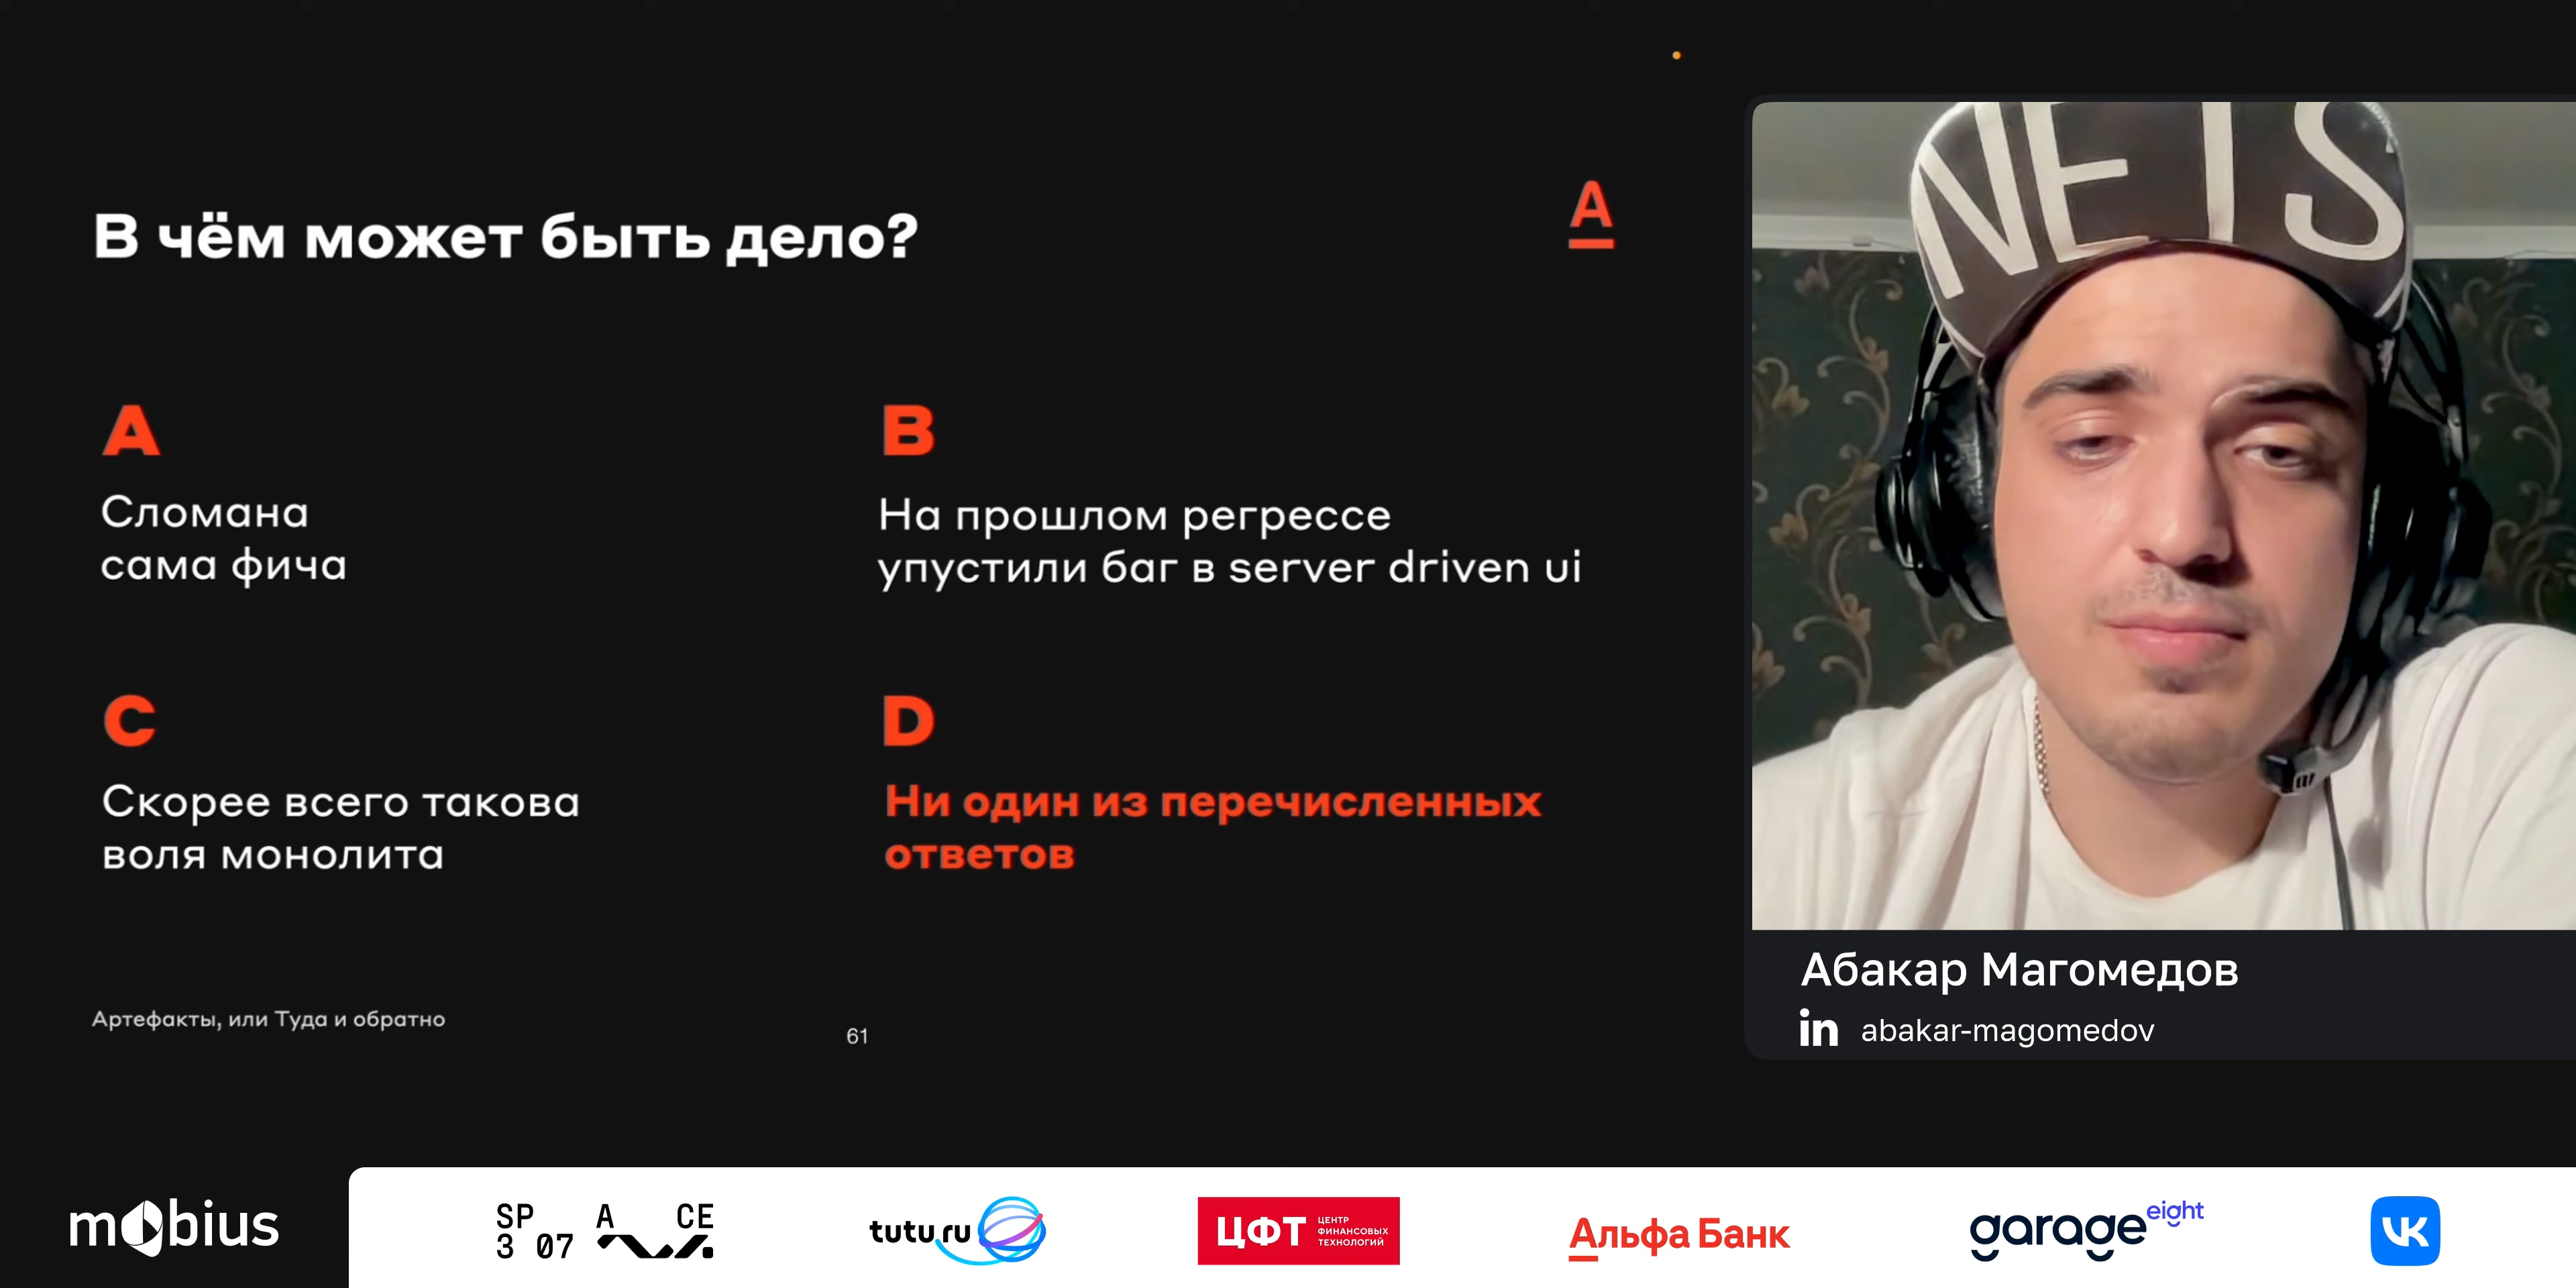 В чём может быть дело?
A
A
Сломана
сама фича
B
На прошлом регрессе
упустили баг в server driven ui
C
Скорее всего такова
воля монолита
D
Ни один из перечисленных
ответов
Артефакты, или Туда и обратно
61
NETS
Абакар Магомедов
in abakar-magomedov
mobius
SP A CE
3 07
tutu.ru
ЦФТ
ЦЕНТР
ФИНАНСОВЫХ
ТЕХНОЛОГИЙ
Альфа Банк
garage eight
VK